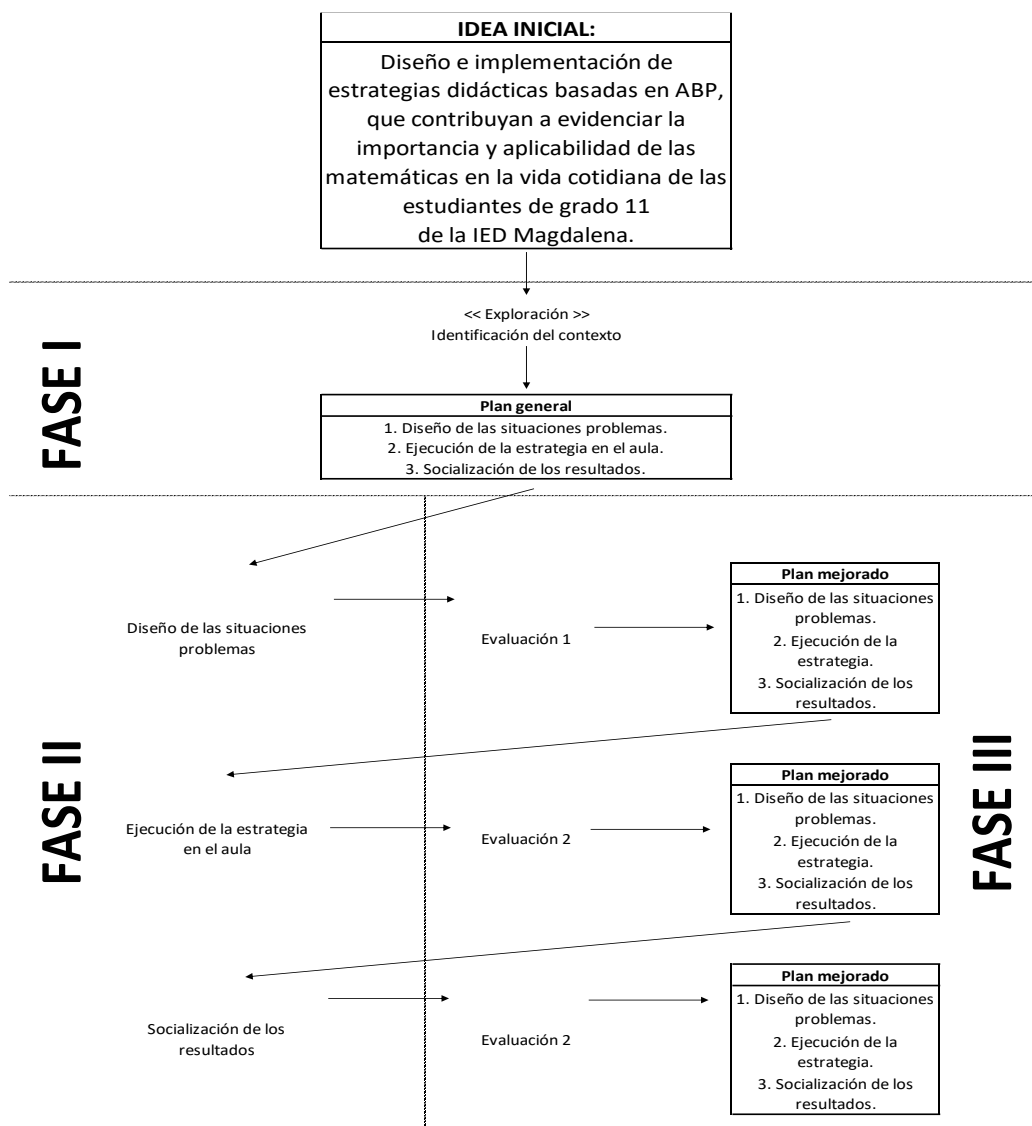 IDEA INICIAL:
Diseño e implementación de
estrategias didácticas basadas en ABP,
que contribuyan a evidenciar la
importancia y aplicabilidad de las
matemáticas en la vida cotidiana de las
estudiantes de grado 11
de la IED Magdalena.
FASE I
<< Exploración >>
Identificación del contexto
Plan general
1. Diseño de las situaciones problemas.
2. Ejecución de la estrategia en el aula.
3. Socialización de los resultados.
FASE II
Diseño de las situaciones
problemas
Evaluación 1
Plan mejorado
1. Diseño de las situaciones
problemas.
2. Ejecución de la
estrategia.
3. Socialización de los
resultados.
Ejecución de la estrategia
en el aula
Evaluación 2
Plan mejorado
1. Diseño de las situaciones
problemas.
2. Ejecución de la
estrategia.
3. Socialización de los
resultados.
FASE III
Socialización de los
resultados
Evaluación 2
Plan mejorado
1. Diseño de las situaciones
problemas.
2. Ejecución de la
estrategia.
3. Socialización de los
resultados.